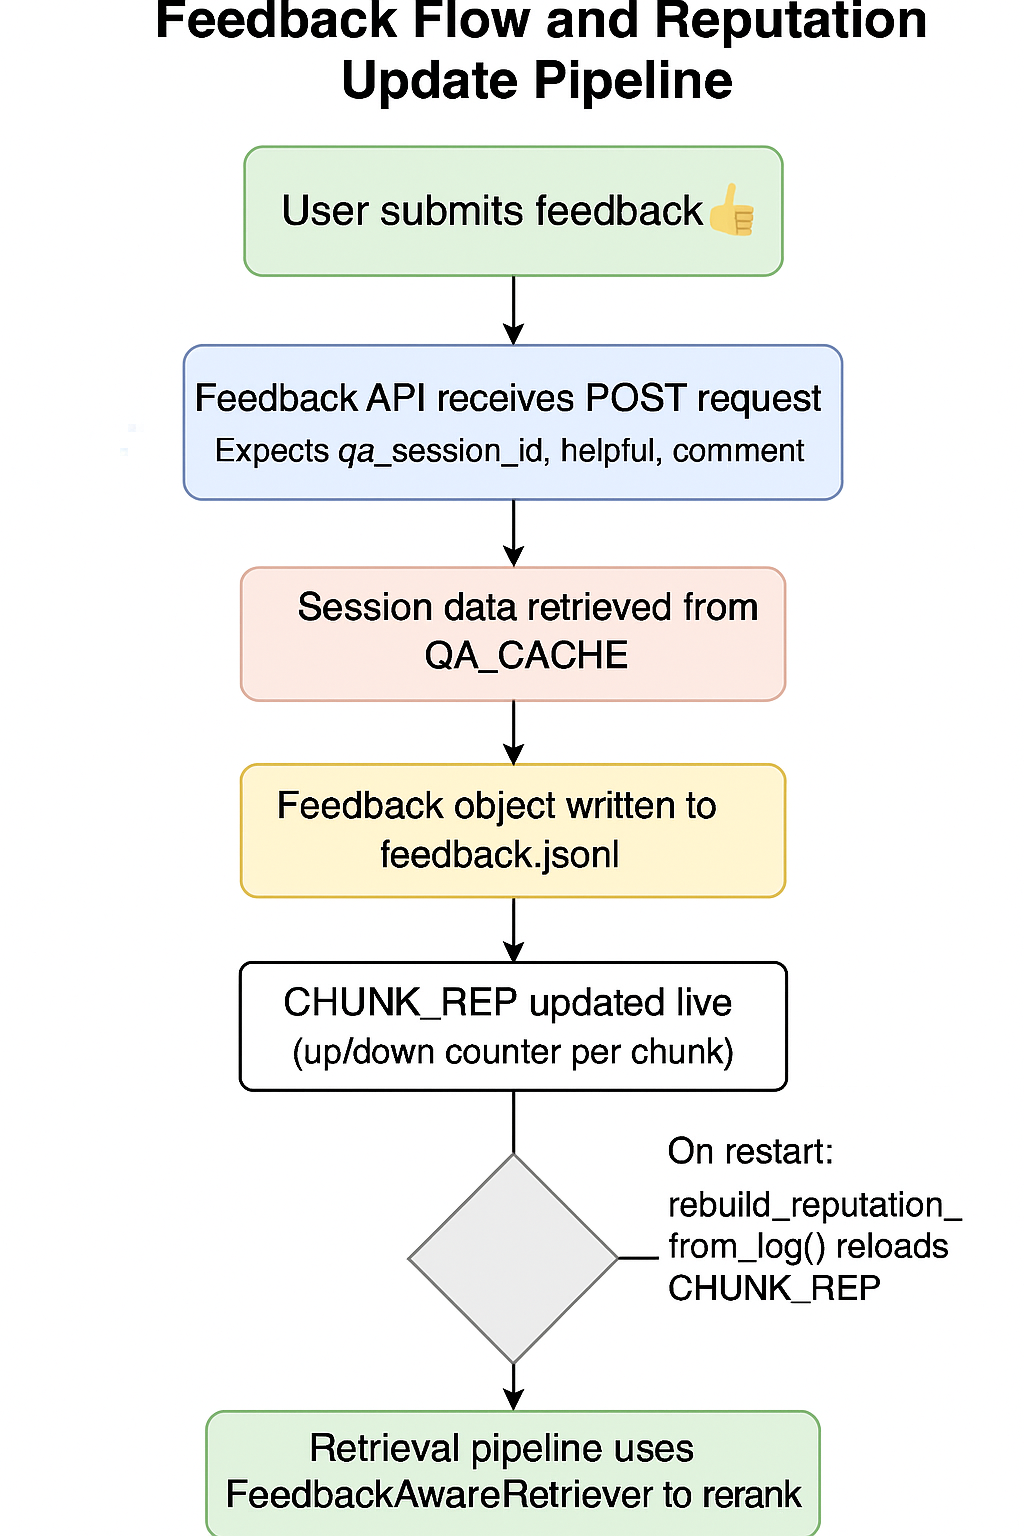 Feedback Flow and Reputation
Update Pipeline
User submits feedback👍
Feedback API receives POST request
Expects qa_session_id, helpful, comment
Session data retrieved from
QA_CACHE
Feedback object written to
feedback.jsonl
CHUNK_REP updated live
(up/down counter per chunk)
On restart:
rebuild_reputation_
from_log() reloads
CHUNK_REP
Retrieval pipeline uses
FeedbackAwareRetriever to rerank